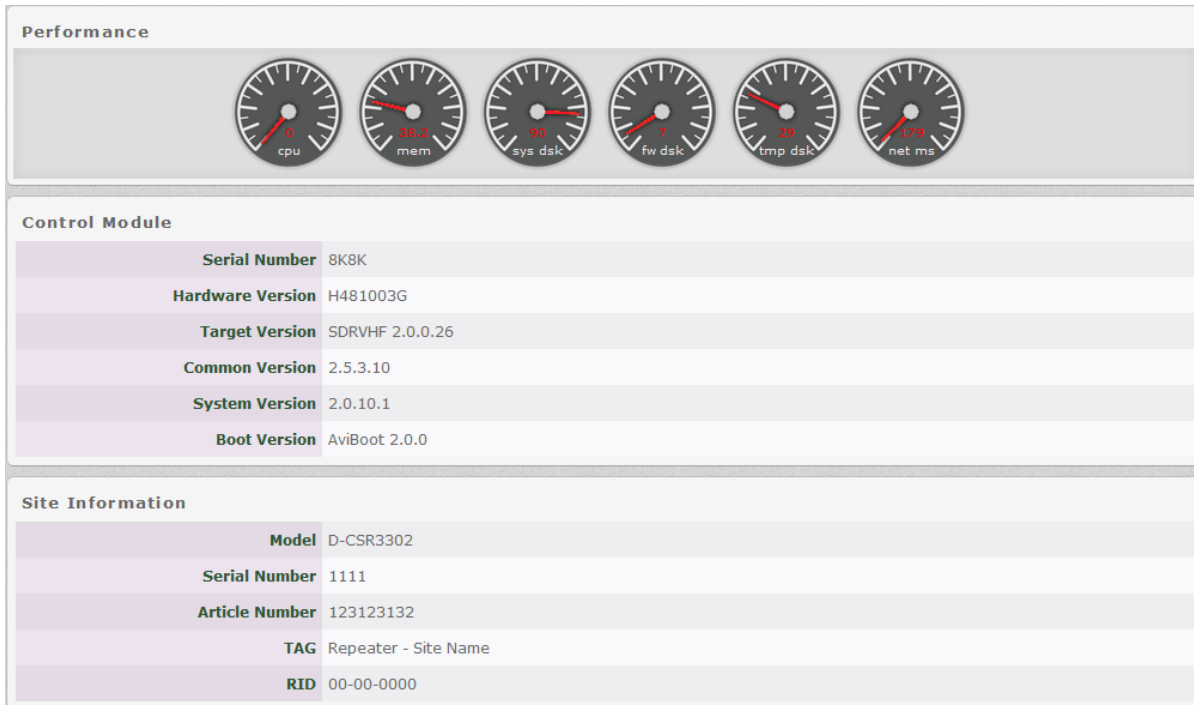 Performance
0 38.2 90 7 29 179
cpu mem sys dsk fw dsk tmp dsk net ms
Control Module
Serial Number 8K8K
Hardware Version H481003G
Target Version SDRVHF 2.0.0.26
Common Version 2.5.3.10
System Version 2.0.10.1
Boot Version AviBoot 2.0.0
Site Information
Model D-CSR3302
Serial Number 1111
Article Number 123123132
TAG Repeater - Site Name
RID 00-00-0000